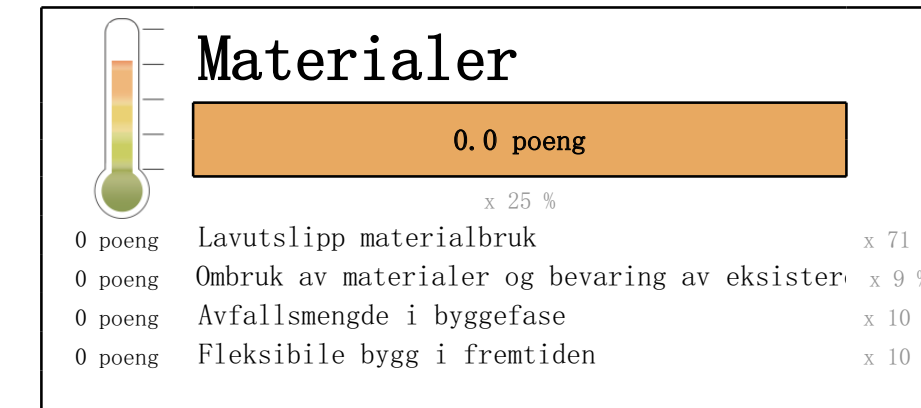 Materialer
0.0 poeng
x 25 %
0 poeng Lavutslipp materialbruk x 71
0 poeng Ombruk av materialer og bevaring av x 9 %
0 poeng Avfallsmengde i byggefase x 10
0 poeng Fleksibile bygg i fremtiden x 10